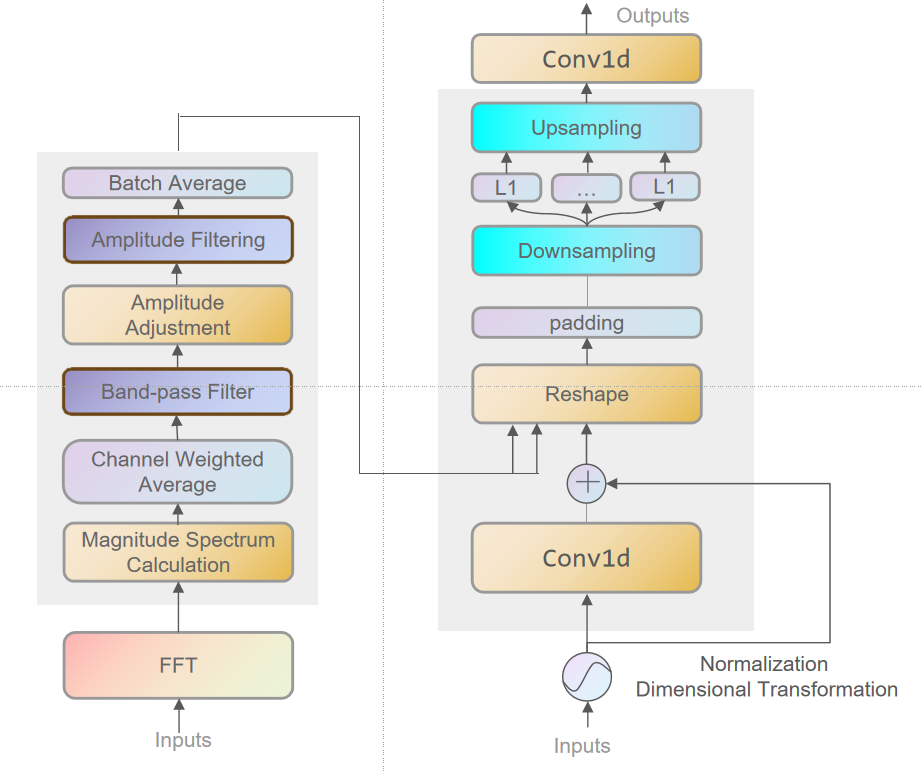 Outputs
Conv1d
Upsampling
L1
...
L1
Downsampling
padding
Reshape
Conv1d
Normalization
Dimensional Transformation
Inputs
Batch Average
Amplitude Filtering
Amplitude
Adjustment
Band-pass Filter
Channel Weighted
Average
Magnitude Spectrum
Calculation
FFT
Inputs